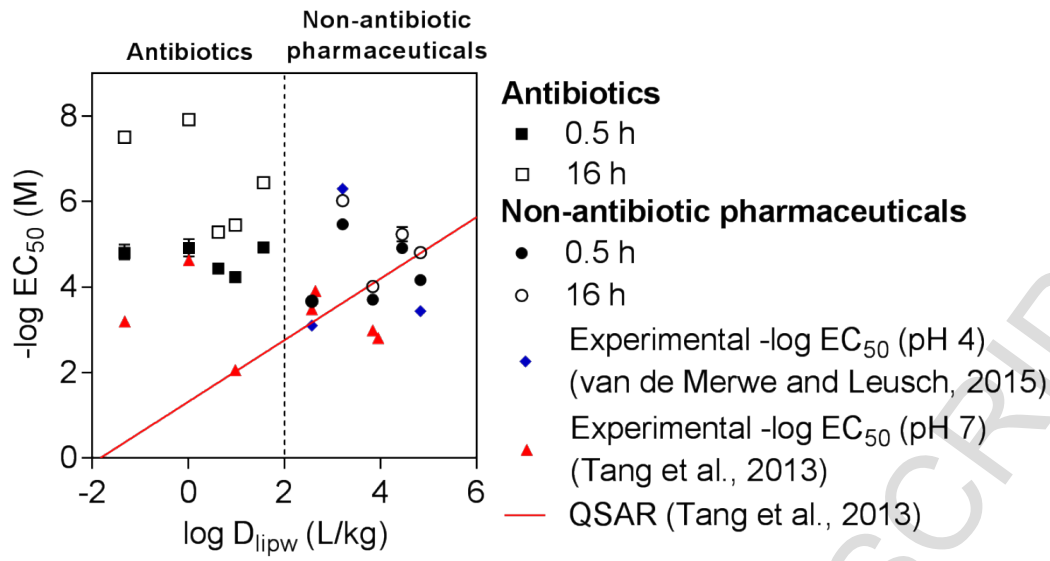 Antibiotics
Non-antibiotic
pharmaceuticals
8
6
4
2
0
-2
0
2
4
6
-log EC50 (M)
log Dlipw (L/kg)
Antibiotics
0.5 h
16 h
Non-antibiotic pharmaceuticals
0.5 h
16 h
Experimental -log EC50 (pH 4)
(van de Merwe and Leusch, 2015)
Experimental -log EC50 (pH 7)
(Tang et al., 2013)
QSAR (Tang et al., 2013)